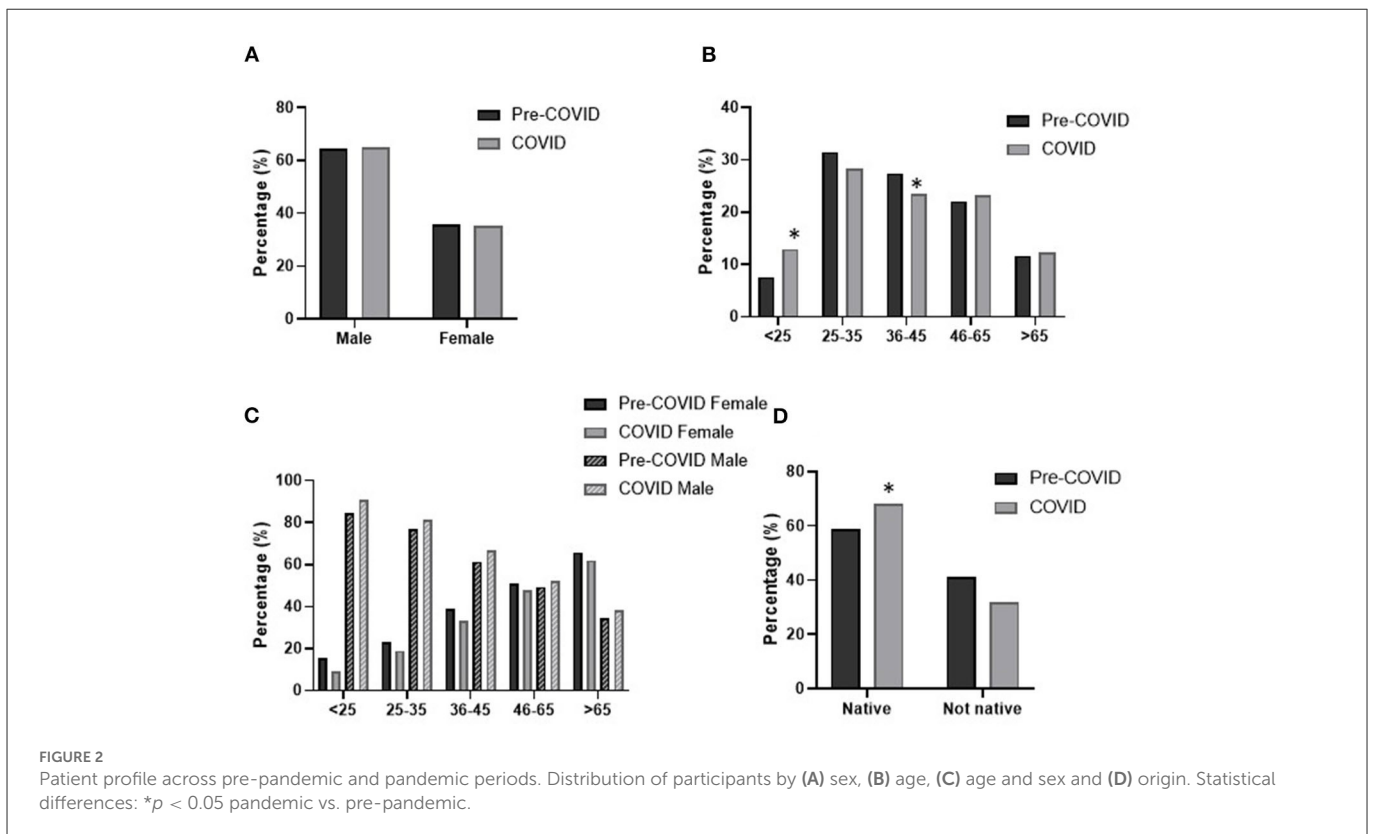 A
Percentage (%)
80
60
40
20
0
Male Female
Pre-COVID
COVID
B
Percentage (%)
40
30
20
10
0
* *
<25 25-35 36-45 46-65 >65
Pre-COVID
COVID
C
Pre-COVID Female
COVID Female
Pre-COVID Male
COVID Male
Percentage (%)
100
80
60
40
20
0
<25 25-35 36-45 46-65 >65
D
Percentage (%)
80
60
40
20
0
*
Native Not native
Pre-COVID
COVID
FIGURE 2
Patient profile across pre-pandemic and pandemic periods. Distribution of participants by (A) sex, (B) age, (C) age and sex and (D) origin. Statistical
differences: *p < 0.05 pandemic vs. pre-pandemic.